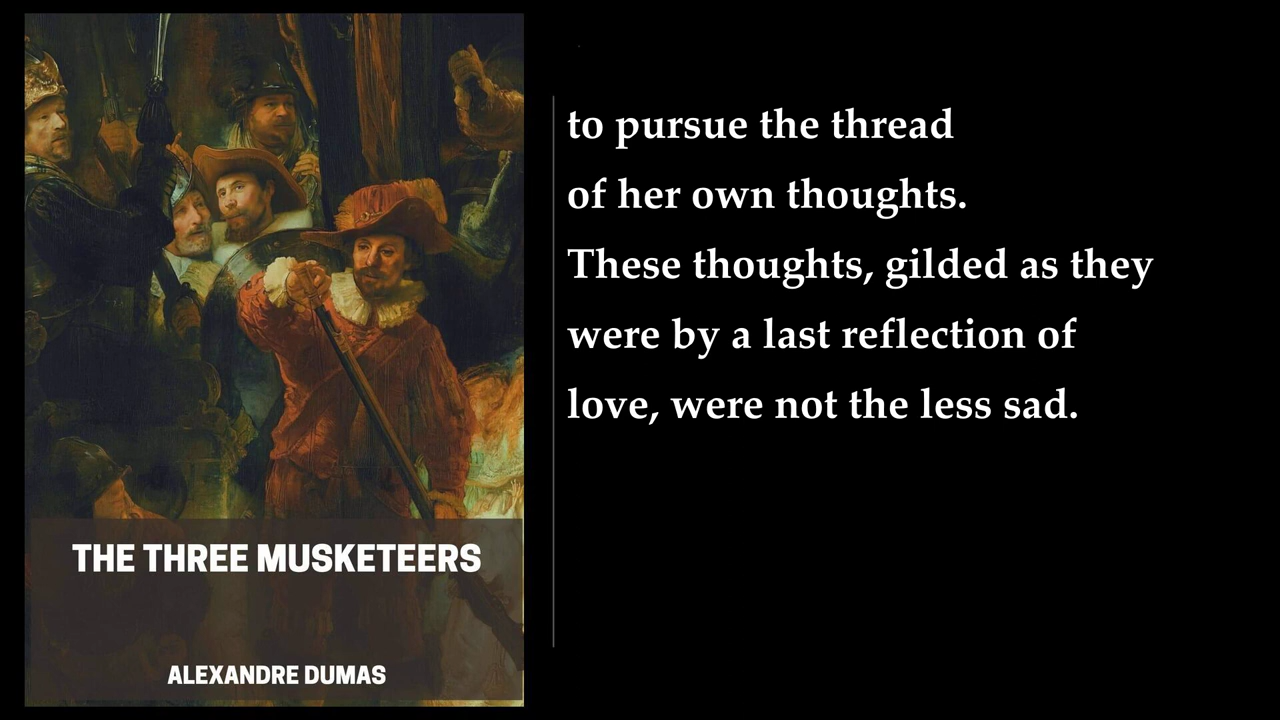 THE THREE MUSKETEERS
ALEXANDRE DUMAS
to pursue the thread
of her own thoughts.
These thoughts, gilded as they
were by a last reflection of
love, were not the less sad.